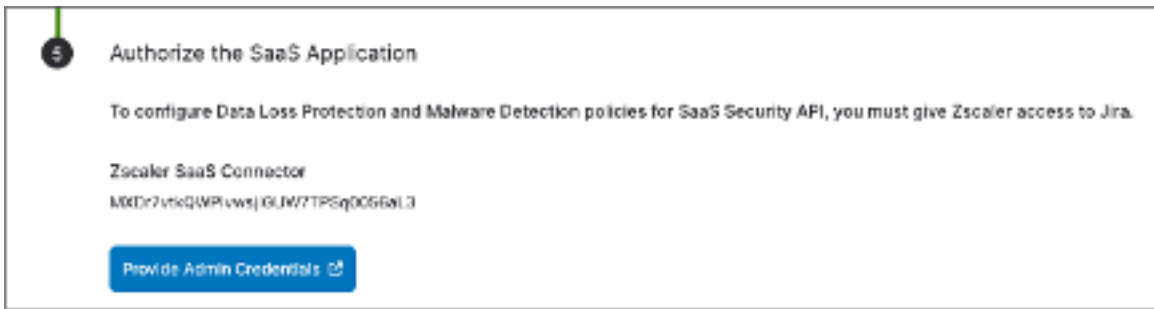 5
Authorize the SaaS Application
To configure Data Loss Protection and Malware Detection policies for SaaS Security API, you must give Zscaler access to Jira.
Zscaler SaaS Connector
Provide Admin Credentials